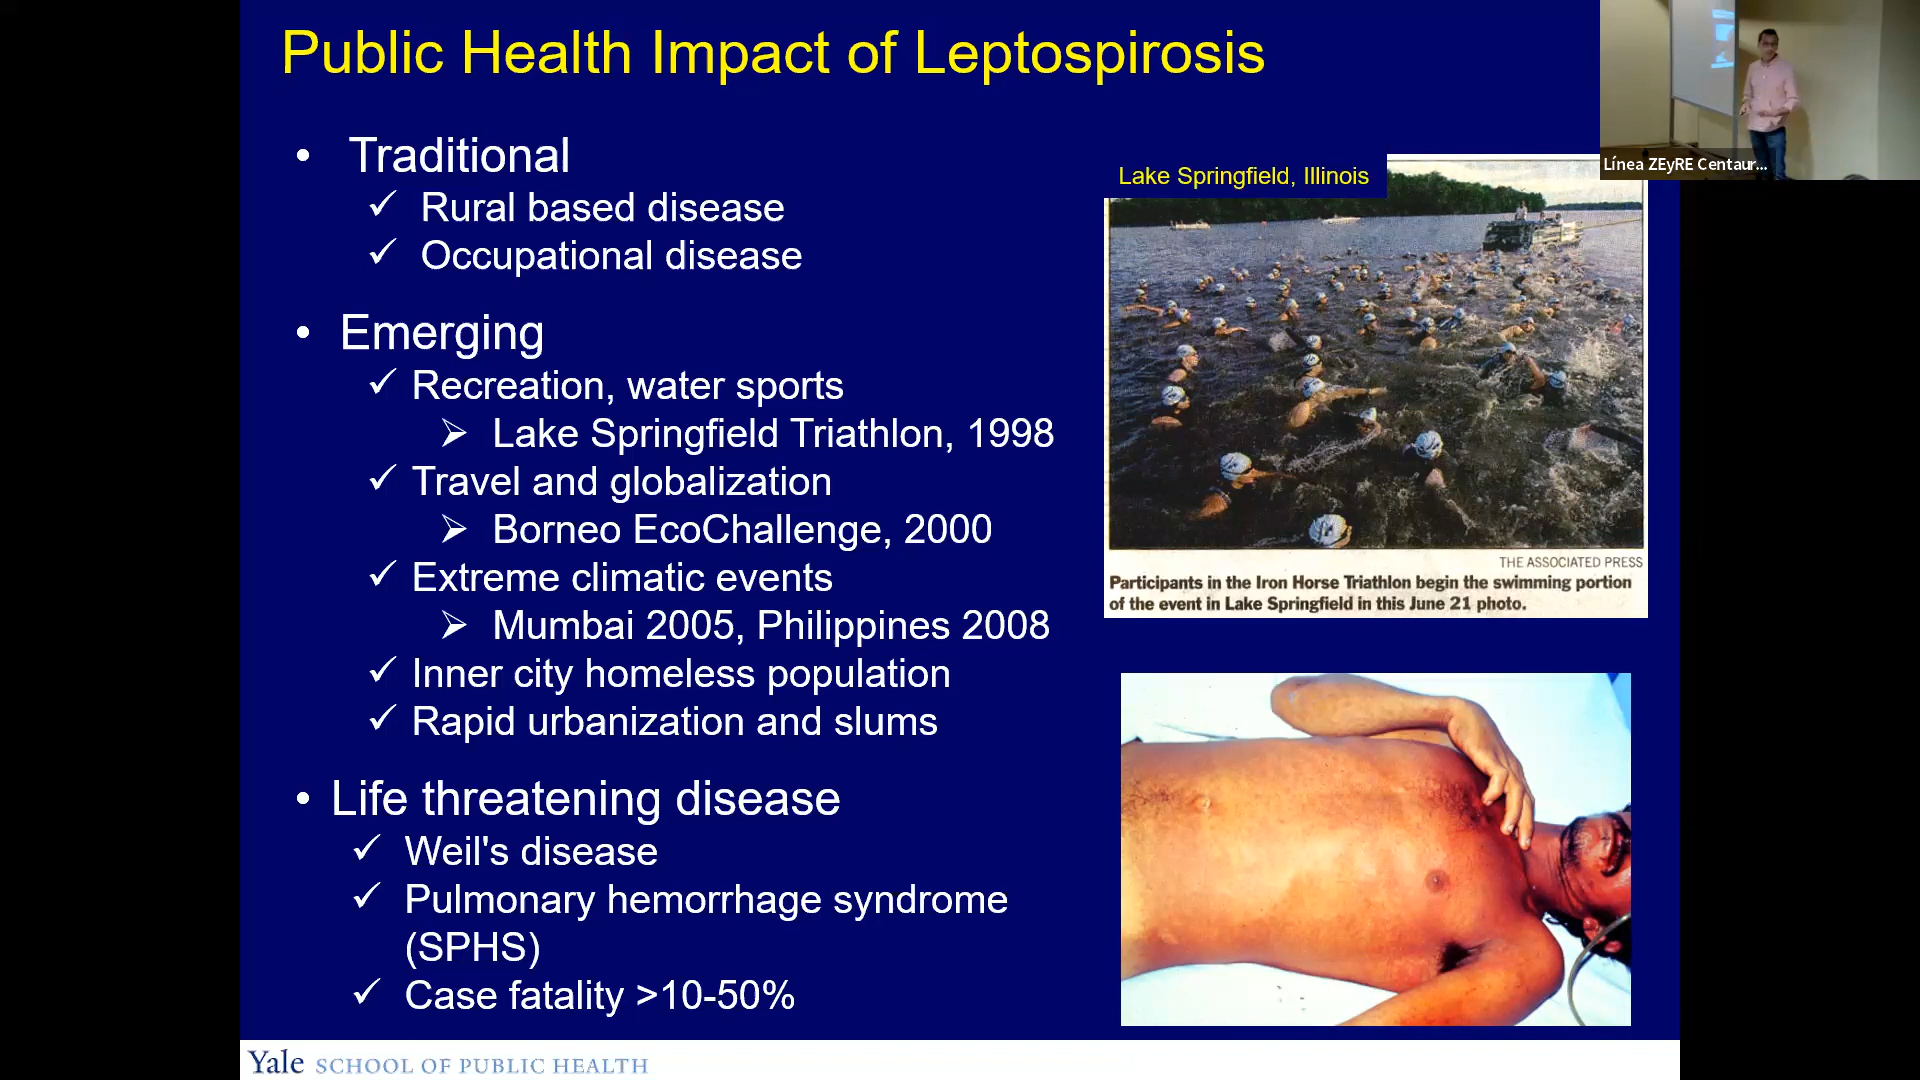 Public Health Impact of Leptospirosis
• Traditional
✓ Rural based disease
✓ Occupational disease
• Emerging
✓ Recreation, water sports
➢ Lake Springfield Triathlon, 1998
✓ Travel and globalization
➢ Borneo EcoChallenge, 2000
✓ Extreme climatic events
➢ Mumbai 2005, Philippines 2008
✓ Inner city homeless population
✓ Rapid urbanization and slums
• Life threatening disease
✓ Weil's disease
✓ Pulmonary hemorrhage syndrome
(SPHS)
✓ Case fatality >10-50%
Lake Springfield, Illinois
THE ASSOCIATED PRESS
Participants in the Iron Horse Triathlon begin the swimming portion
of the event in Lake Springfield in this June 21 photo.
Línea ZEyRE Centaur...
Yale SCHOOL OF PUBLIC HEALTH